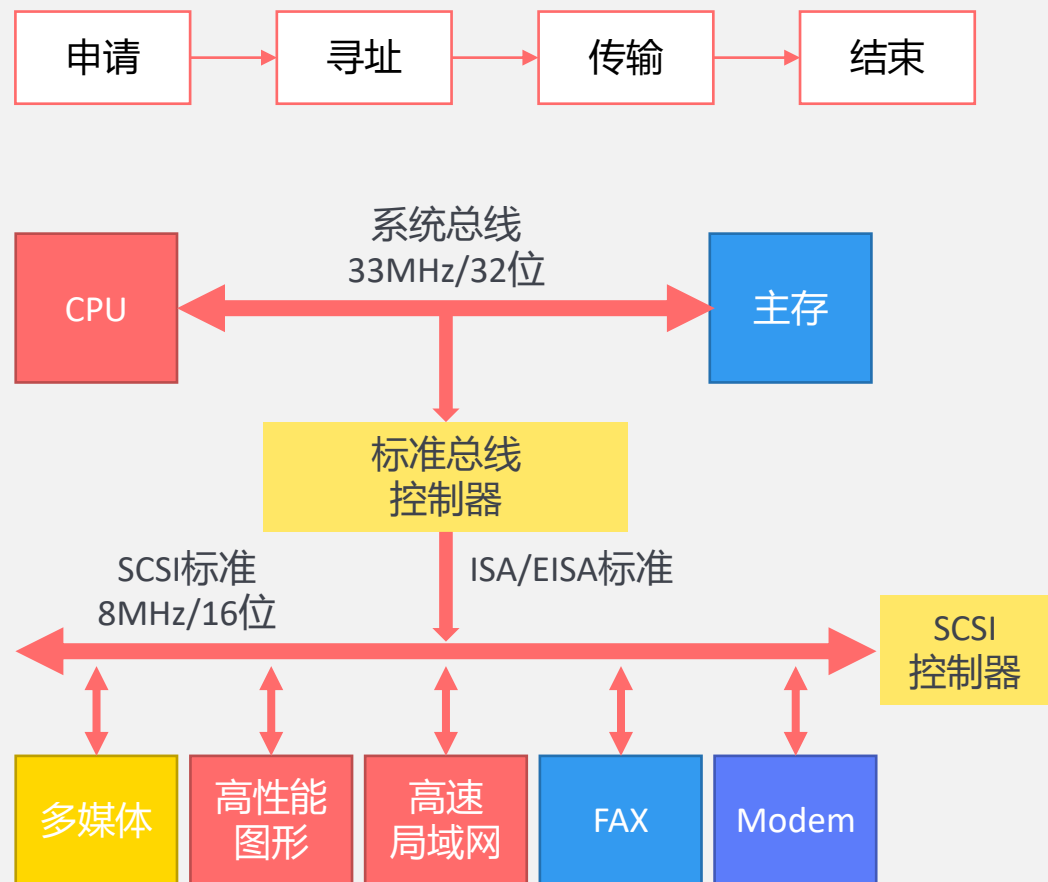 申请
寻址
传输
结束
系统总线
33MHz/32位
CPU
主存
标准总线
控制器
SCSI标准
8MHz/16位
ISA/EISA标准
SCSI
控制器
多媒体
高性能
图形
高速
局域网
FAX
Modem